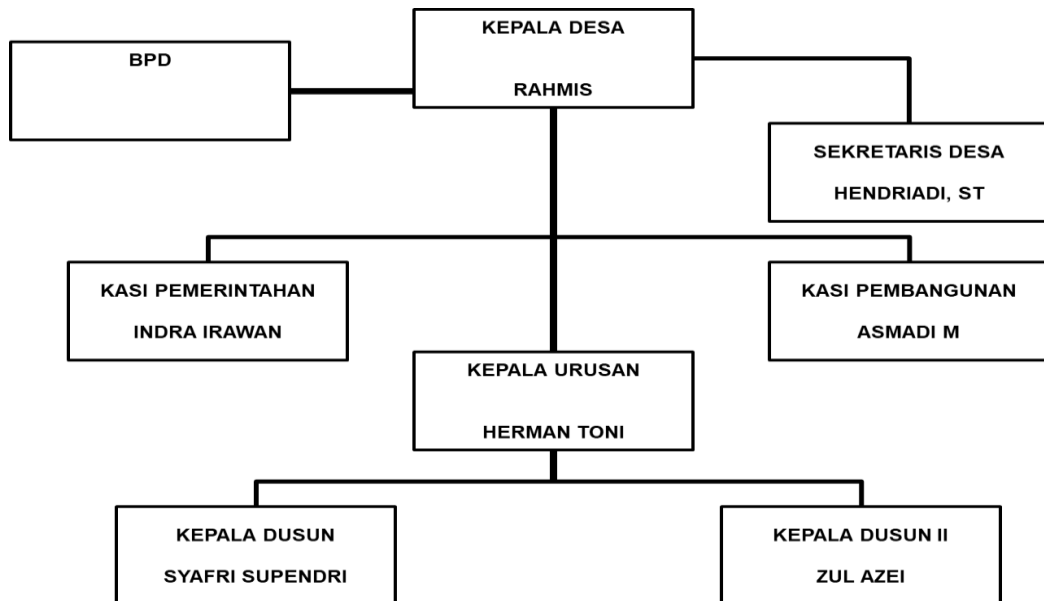 KEPALA DESA
RAHMIS
BPD
SEKRETARIS DESA
HENDRIADI, ST
KASI PEMERINTAHAN
INDRA IRAWAN
KASI PEMBANGUNAN
ASMADI M
KEPALA URUSAN
HERMAN TONI
KEPALA DUSUN
SYAFRI SUPENDRI
KEPALA DUSUN II
ZUL AZEI